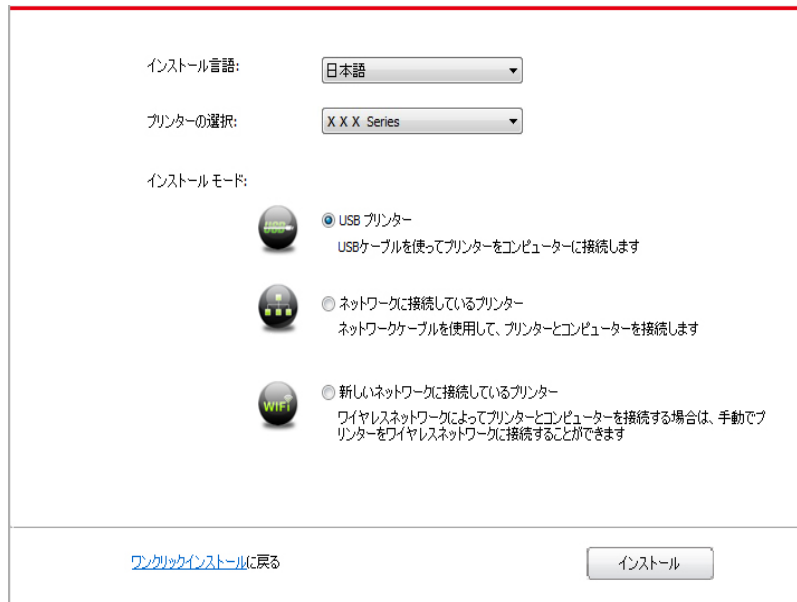 インストール言語: 日本語
プリンターの選択: X X X Series
インストール モード:
USB
USB プリンター
USBケーブルを使ってプリンターをコンピューターに接続します
ネットワークに接続しているプリンター
ネットワークケーブルを使用して、プリンターとコンピューターを接続します
WiFi
新しいネットワークに接続しているプリンター
ワイヤレスネットワークによってプリンターとコンピューターを接続する場合は、手動でプ
リンターをワイヤレスネットワークに接続することができます
ワンクリックインストールに戻る
インストール